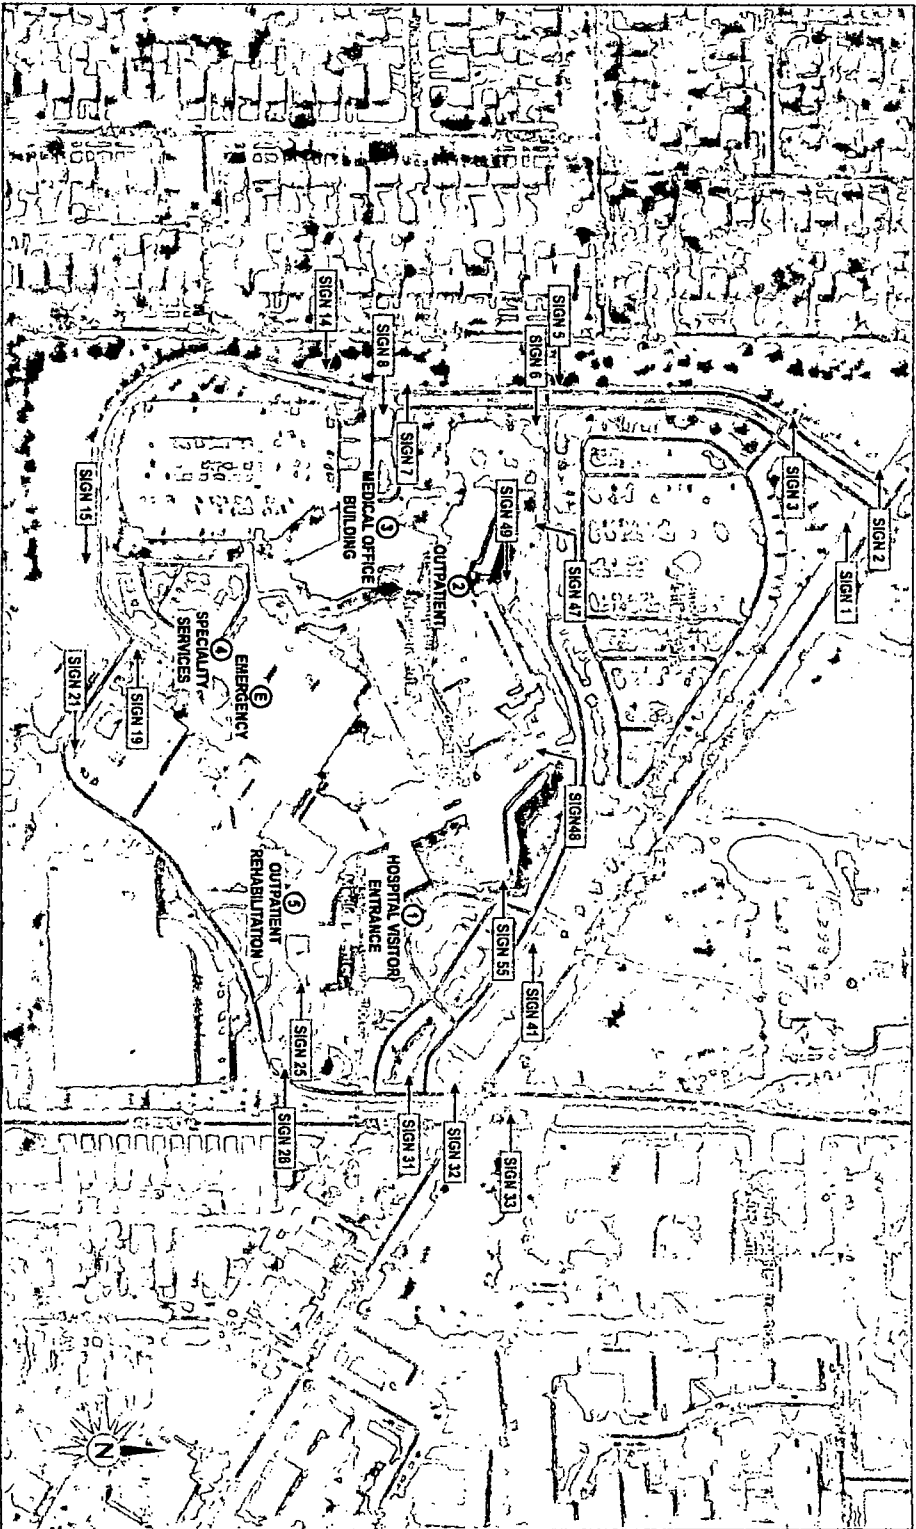 SIGN 2
SIGN 1
SIGN 3
SIGN 47
SIGN48
SIGN 5
SIGN 6
SIGN 41
SIGN 33
SIGN 49
SIGN 55
2
OUTPATIENT
SIGN 32
SIGN 7
1
HOSPITAL VISITOR
ENTRANCE
SIGN 31
SIGN 8
3
MEDICAL OFFICE
BUILDING
SIGN 14
SIGN 25
5
OUTPATIENT
REHABILITATION
SIGN 28
E
EMERGENCY
4
SPECIALITY
SERVICES
SIGN 19
SIGN 15
SIGN 21
N